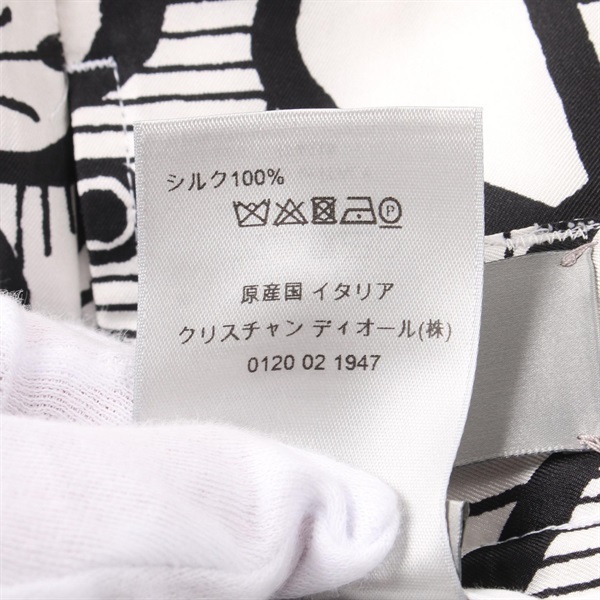 シルク100%
P
原産国 イタリア
クリスチャン ディオール(株)
0120 02 1947